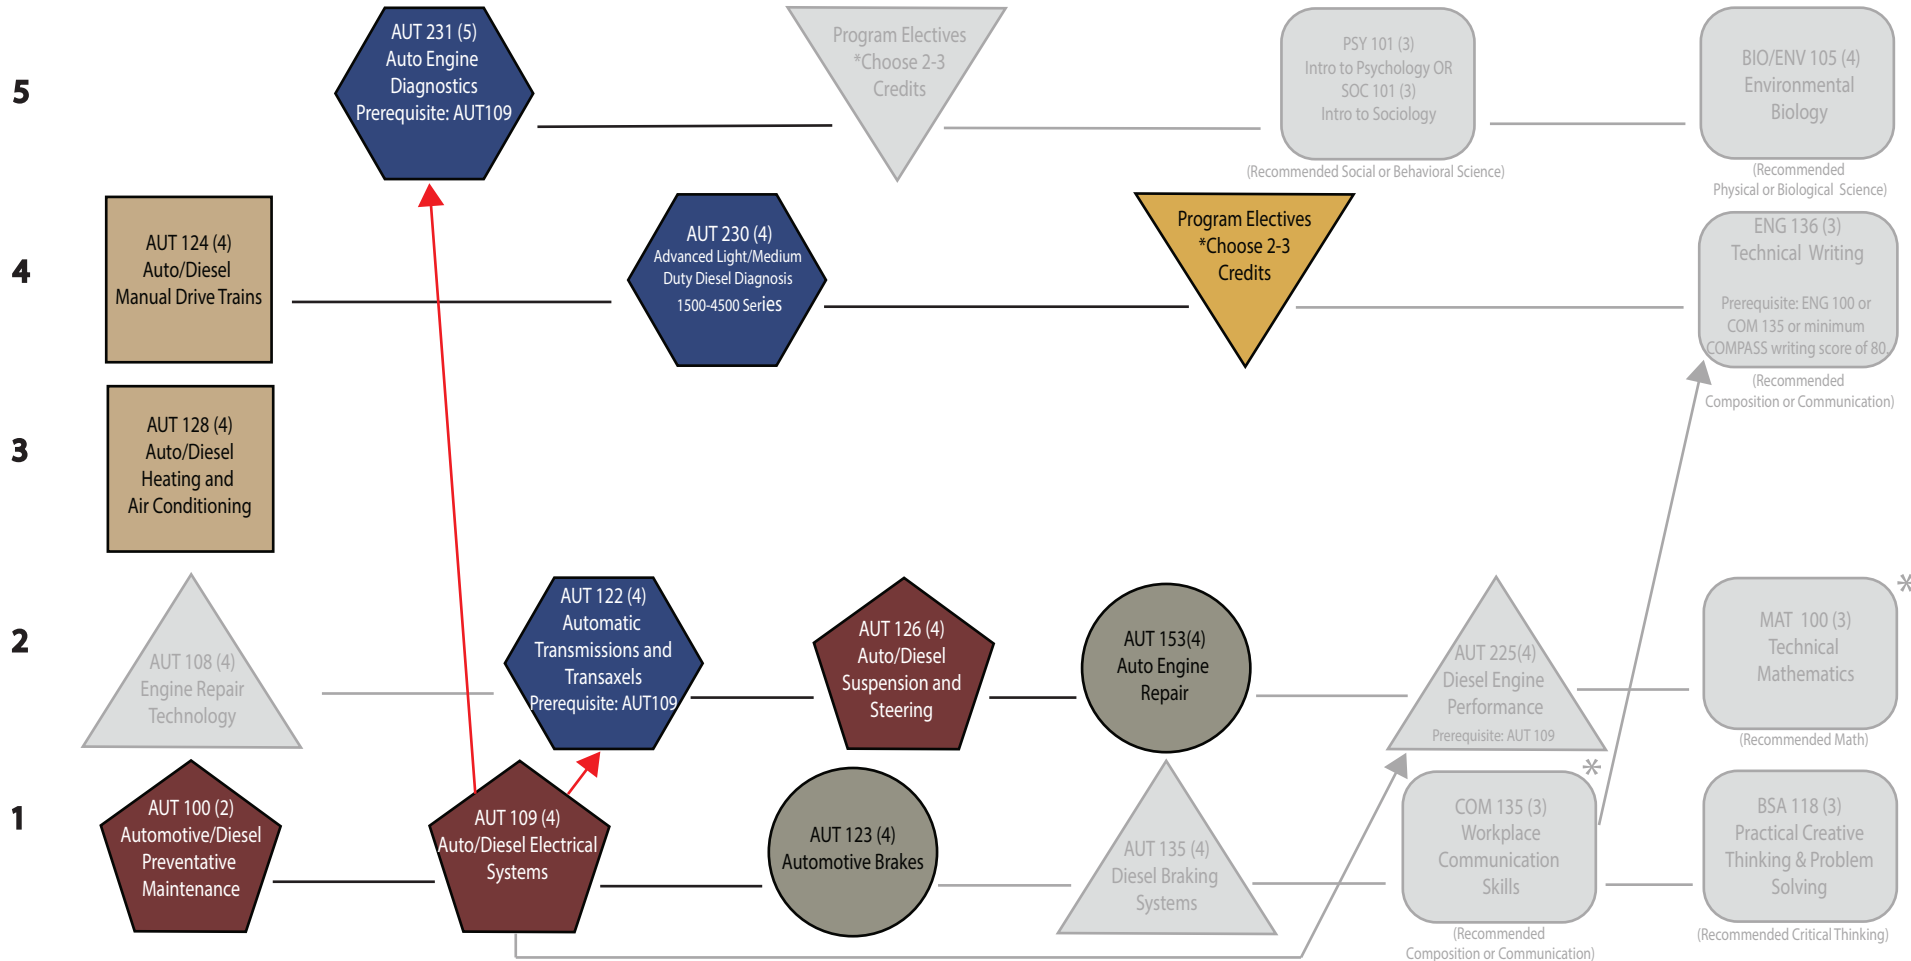 5
AUT 231 (5)
Auto Engine
Diagnostics
Prerequisite: AUT109
Program Electives
*Choose 2-3
Credits
PSY 101 (3)
Intro to Psychology OR
SOC 101 (3)
Intro to Sociology
(Recommended Social or Behavioral Science)
BIO/ENV 105 (4)
Environmental
Biology
(Recommended
Physical or Biological Science)
4
AUT 124 (4)
Auto/Diesel
Manual Drive Trains
AUT 230 (4)
Advanced Light/Medium
Duty Diesel Diagnosis
1500-4500 Series
Program Electives
*Choose 2-3
Credits
ENG 136 (3)
Technical Writing
Prerequisite: ENG 100 or
COM 135 or minimum
COMPASS writing score of 80.
(Recommended
Composition or Communication)
3
AUT 128 (4)
Auto/Diesel
Heating and
Air Conditioning
2
AUT 108 (4)
Engine Repair
Technology
AUT 122 (4)
Automatic
Transmissions and
Transaxels
Prerequisite: AUT109
AUT 126 (4)
Auto/Diesel
Suspension and
Steering
AUT 153(4)
Auto Engine
Repair
AUT 225(4)
Diesel Engine
Performance
Prerequisite: AUT 109
*
MAT 100 (3)
Technical
Mathematics
(Recommended Math)
1
AUT 100 (2)
Automotive/Diesel
Preventative
Maintenance
AUT 109 (4)
Auto/Diesel Electrical
Systems
AUT 123 (4)
Automotive Brakes
AUT 135 (4)
Diesel Braking
Systems
*
COM 135 (3)
Workplace
Communication
Skills
(Recommended
Composition or Communication)
BSA 118 (3)
Practical Creative
Thinking & Problem
Solving
(Recommended Critical Thinking)